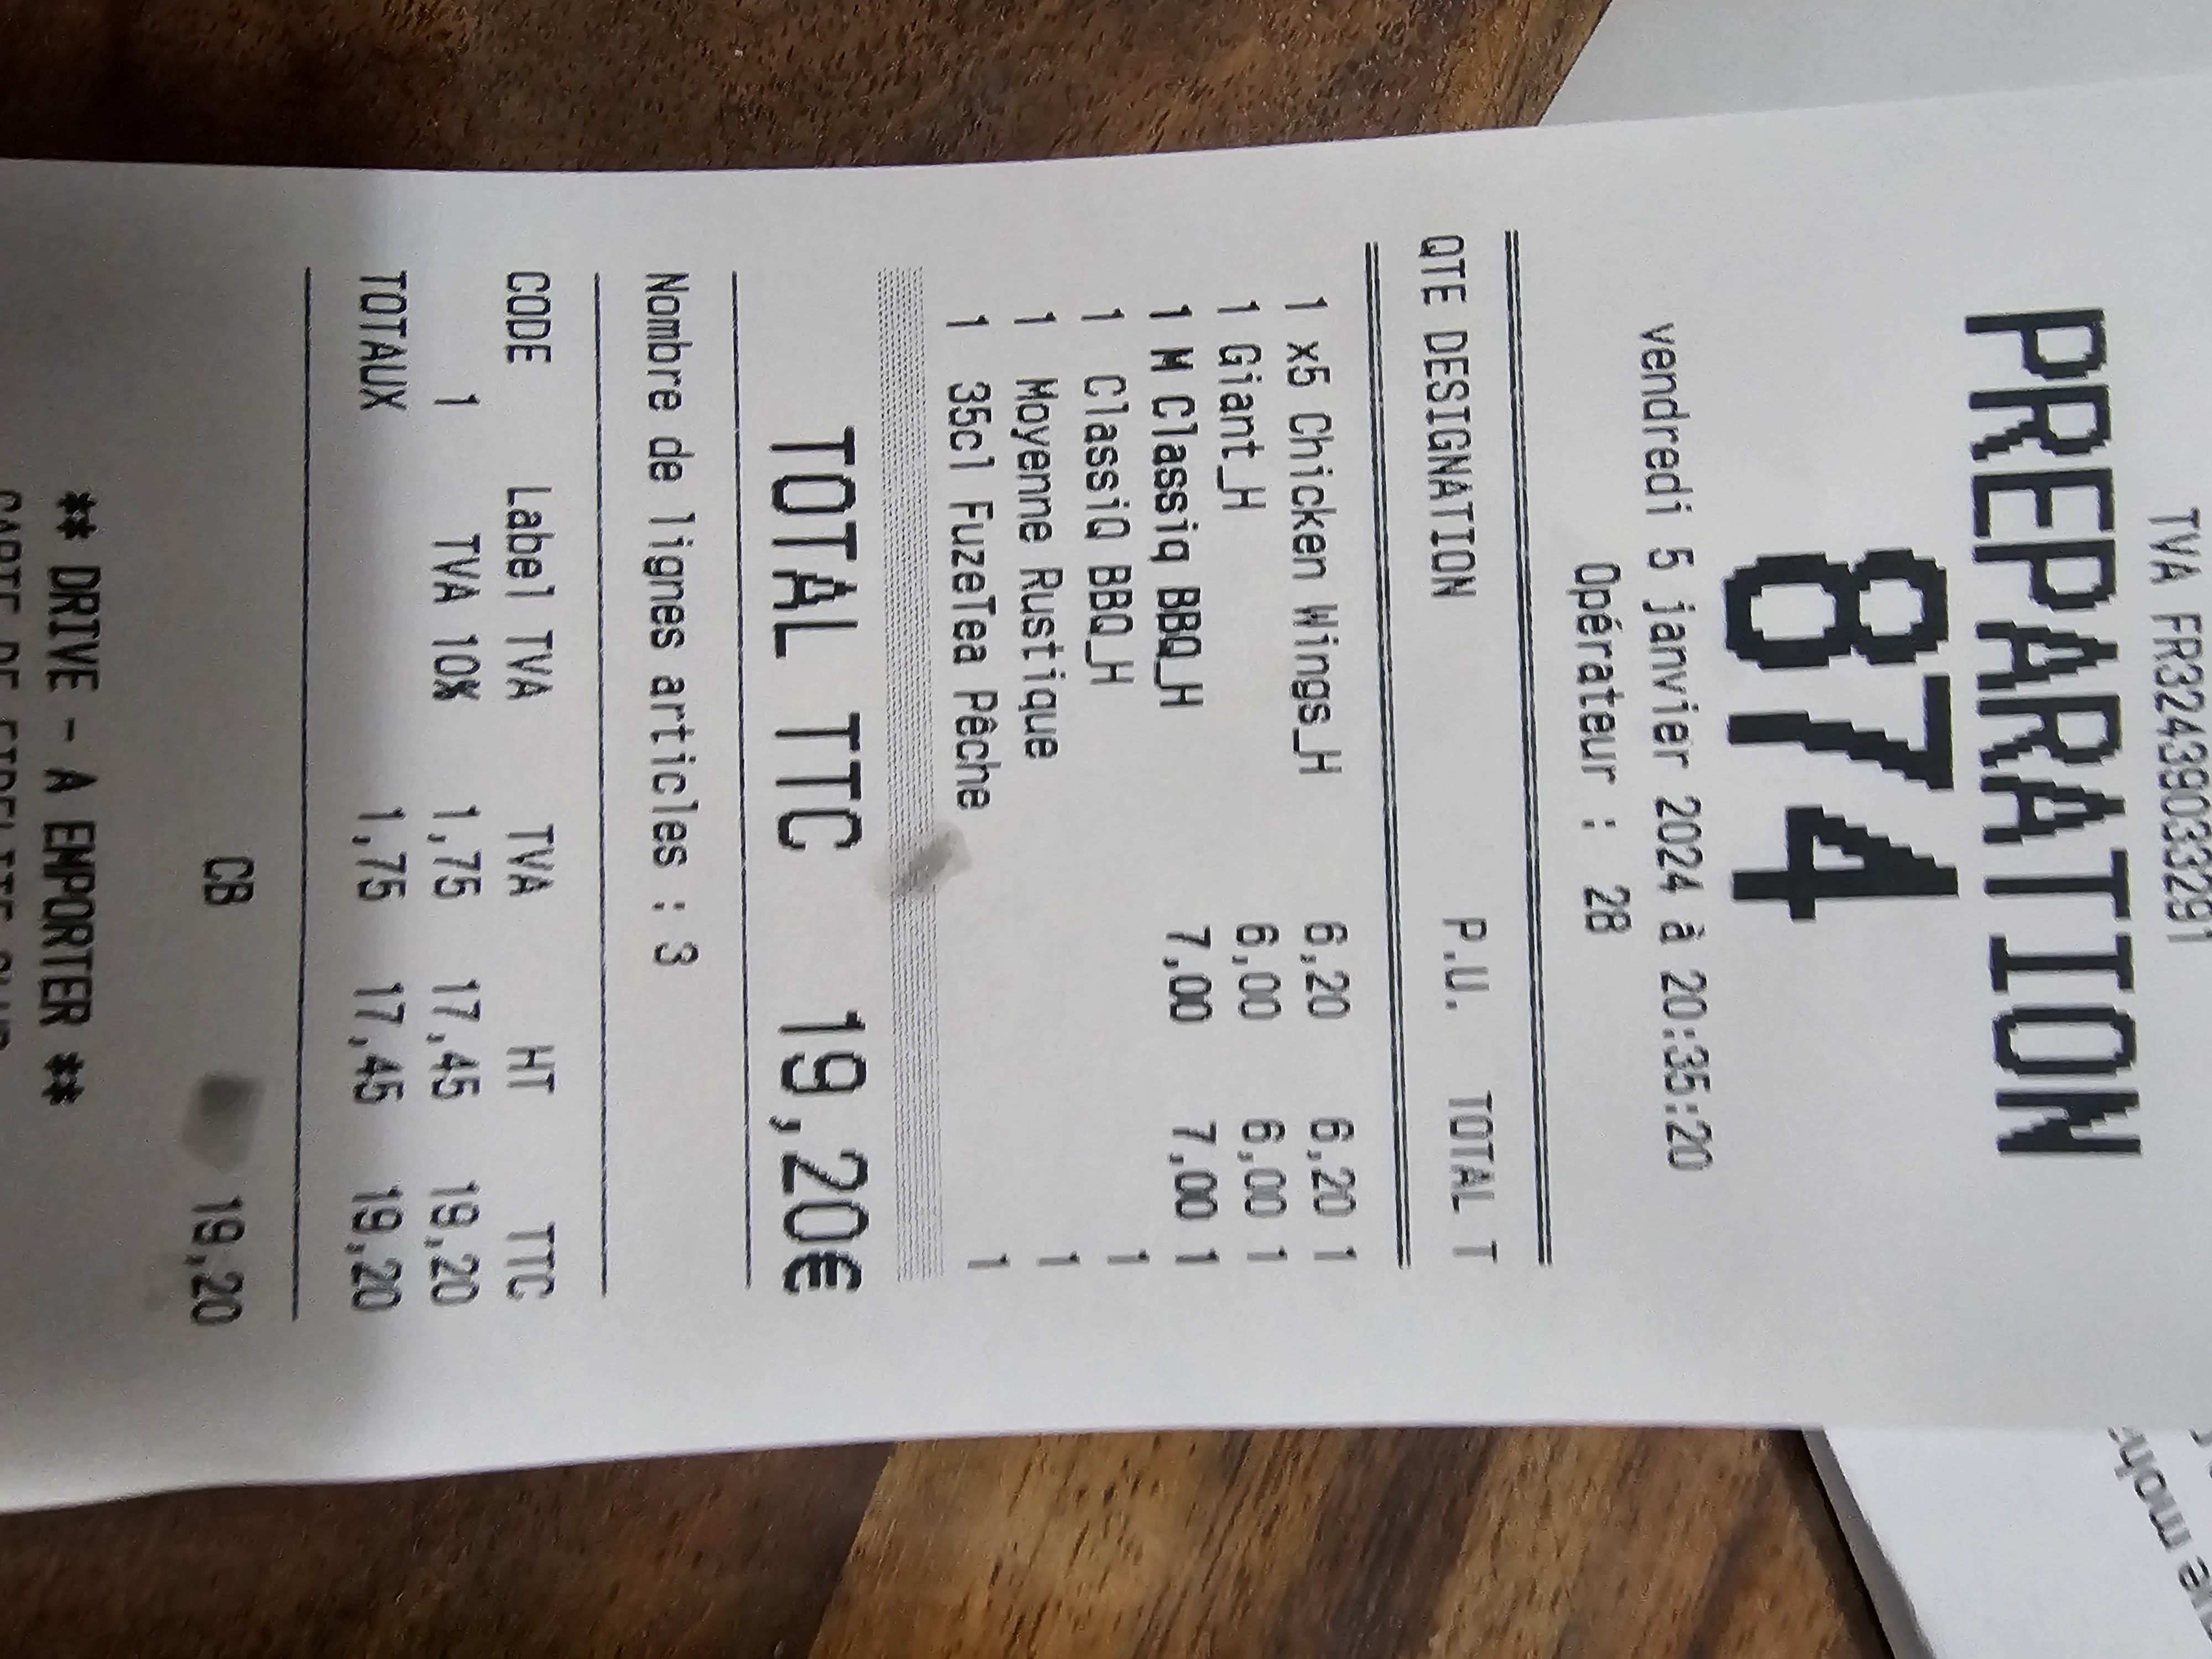 TVA FR32439033291
PREPARATION
874
vendredi 5 janvier 2024 à 20:35:20
Opérateur : 28
QTE DESIGNATION P.U. TOTAL T
1 x5 Chicken Wings_H 6,20 6,20 1
1 Giant_H 6,00 6,00 1
1 M Classiq BBQ_H 7,00 7,00 1
1 ClassiQ BBQ_H 1
1 Moyenne Rustique 1
1 35cl FuzeTea Pêche 1
TOTAL TTC 19,20€
Nombre de lignes articles : 3
CODE Label TVA TVA HT TTC
1 TVA 10% 1,75 17,45 19,20
TOTAUX 1,75 17,45 19,20
CB 19,20
** DRIVE - A EMPORTER **